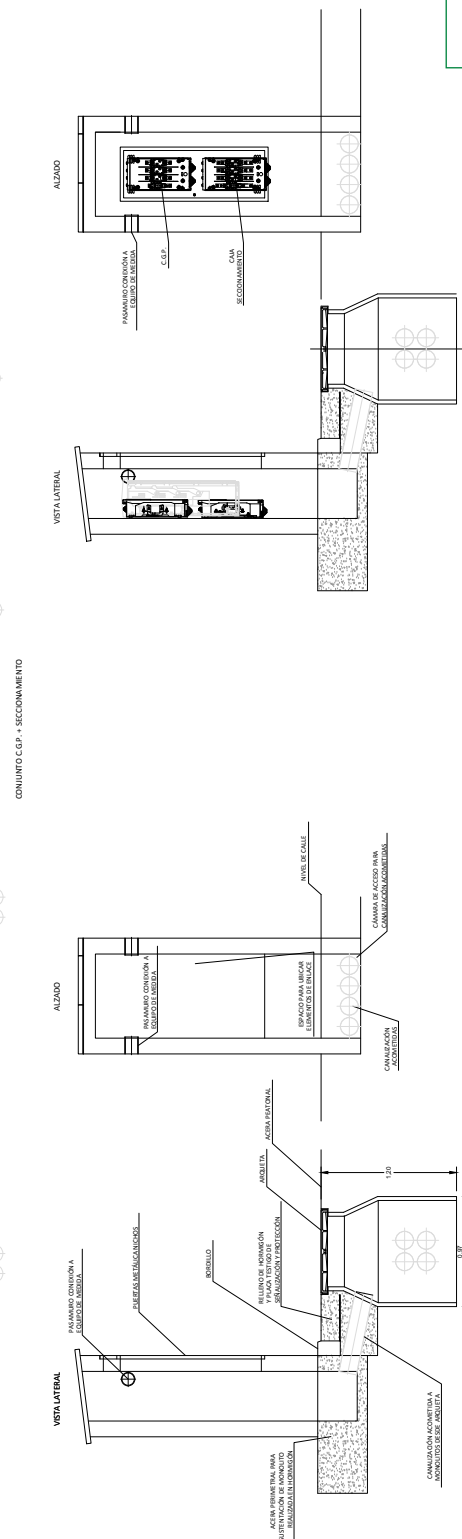 CONJUNTO C.G.P. + SECCIONAMIENTO
VISTA LATERAL
PASAMURO CONEXIÓN A
EQUIPO DE MEDIDA
PUERTAS METÁLICA NICHOS
BORDILLO
RELLENO DE HORMIGÓN
Y PLACA TESTIGO DE
SEÑALIZACIÓN Y PROTECCIÓN
ARQUETA
ACERA PEATONAL
1,20
0,97
ACERA PERIMETRAL PARA
SUSTENTACIÓN DE MONOLITO
REALIZADA EN HORMIGÓN
CANALIZACIÓN ACOMETIDA A
MONOLITOS DESDE ARQUETA
ALZADO
PASAMURO CONEXIÓN A
EQUIPO DE MEDIDA
ESPACIO PARA UBICAR
ELEMENTOS DE ENLACE
NIVEL DE CALLE
CANALIZACIÓN
ACOMETIDAS
CÁMARA DE ACCESO PARA
CANALIZACIÓN ACOMETIDAS
VISTA LATERAL
ALZADO
PASAMURO CONEXIÓN A
EQUIPO DE MEDIDA
C.G.P.
CAJA
SECCIONAMIENTO